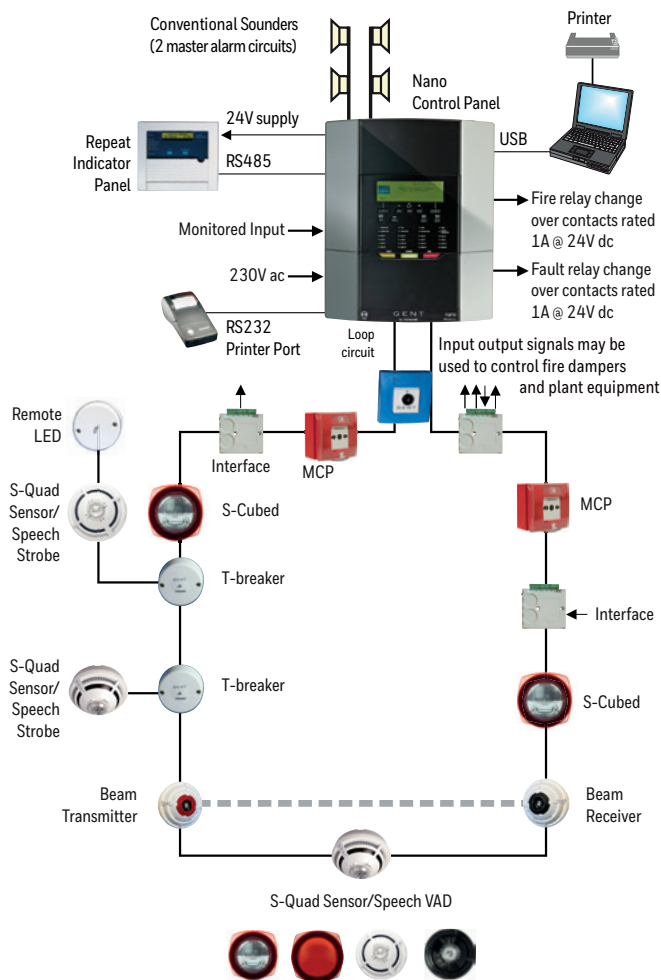 Conventional Sounders
(2 master alarm circuits)
Printer
Nano
Control Panel
24V supply
Repeat
Indicator
Panel
RS485
USB
Monitored Input
Fire relay change
over contacts rated
1A @ 24V dc
230V ac
Fault relay change
over contacts rated
1A @ 24V dc
GENT
RS232
Printer Port
Loop
circuit
Input output signals may be
used to control fire dampers
and plant equipment
GENT
Remote
LED
Interface
MCP
S-Quad
Sensor/
Speech
Strobe
S-Cubed
MCP
GENT
T-breaker
Interface
S-Quad
Sensor/
Speech
Strobe
GENT
T-breaker
S-Cubed
Beam
Transmitter
Beam
Receiver
S-Quad Sensor/Speech VAD